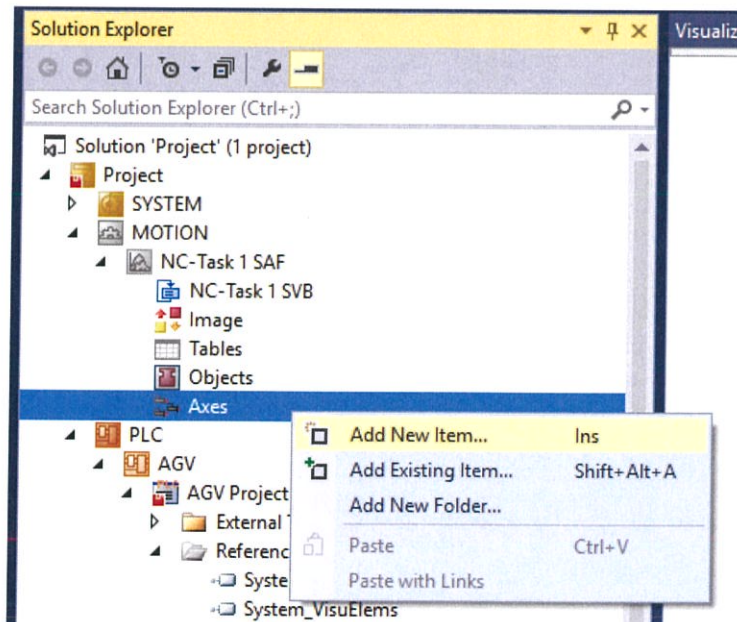 Solution Explorer
Visualiz
Search Solution Explorer (Ctrl+;)
Solution 'Project' (1 project)
Project
SYSTEM
MOTION
NC-Task 1 SAF
NC-Task 1 SVB
Image
Tables
Objects
Axes
PLC
AGV
AGV Project
External
Referenc
Syste
System_VisuElems
Add New Item... Ins
Add Existing Item... Shift+Alt+A
Add New Folder...
Paste Ctrl+V
Paste with Links